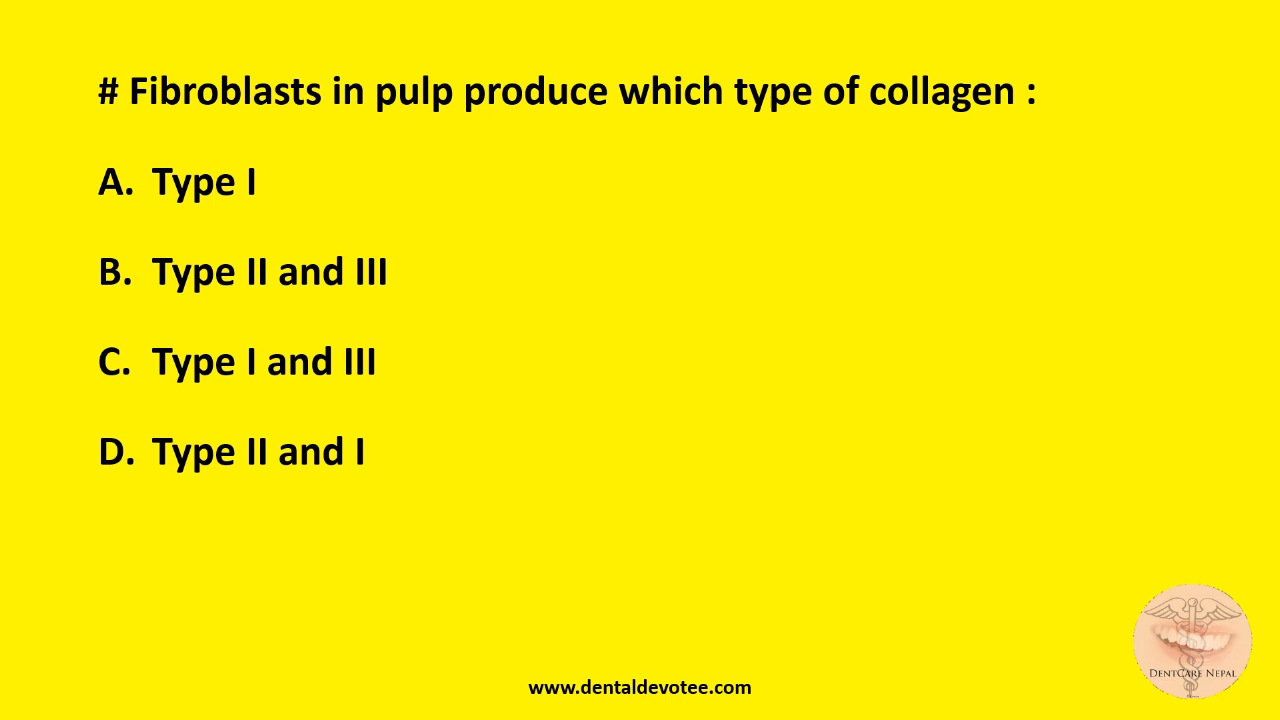 # Fibroblasts in pulp produce which type of collagen :
A. Type I
B. Type II and III
C. Type I and III
D. Type II and I
DENTCARE NEPAL
www.dentaldevotee.com